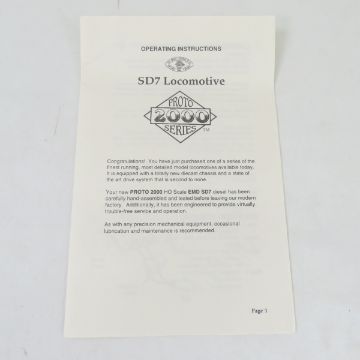 OPERATING INSTRUCTIONS
SD7 Locomotive
PROTO
2000
SERIES
TM
Congratulations! You have just purchased one of a series of the
finest running, most detailed model locomotives available today.
It is equipped with a totally new diecast chassis and a state of
the art drive system that is second to none.
Your new PROTO 2000 HO Scale EMD SD7 diesel has been
carefully hand-assembled and tested before leaving our modern
factory. Additionally, it has been engineered to provide virtually
trouble-free service and operation.
As with any precision mechanical equipment, occasional
lubrication and maintenance is recommended.
Page 1